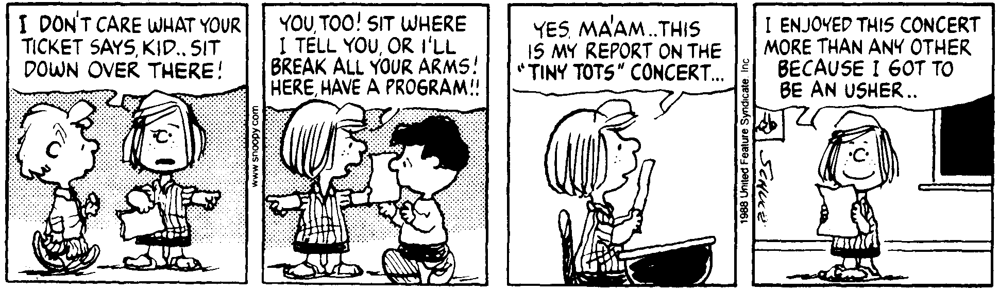 I DON'T CARE WHAT YOUR
TICKET SAYS, KID.. SIT
DOWN OVER THERE!
YOU, TOO! SIT WHERE
I TELL YOU, OR I'LL
BREAK ALL YOUR ARMS!
HERE, HAVE A PROGRAM!!
www.snoopy.com
YES, MA'AM..THIS
IS MY REPORT ON THE
"TINY TOTS" CONCERT...
1988 United Feature Syndicate, Inc
I ENJOYED THIS CONCERT
MORE THAN ANY OTHER
BECAUSE I GOT TO
BE AN USHER..
SCHULZ